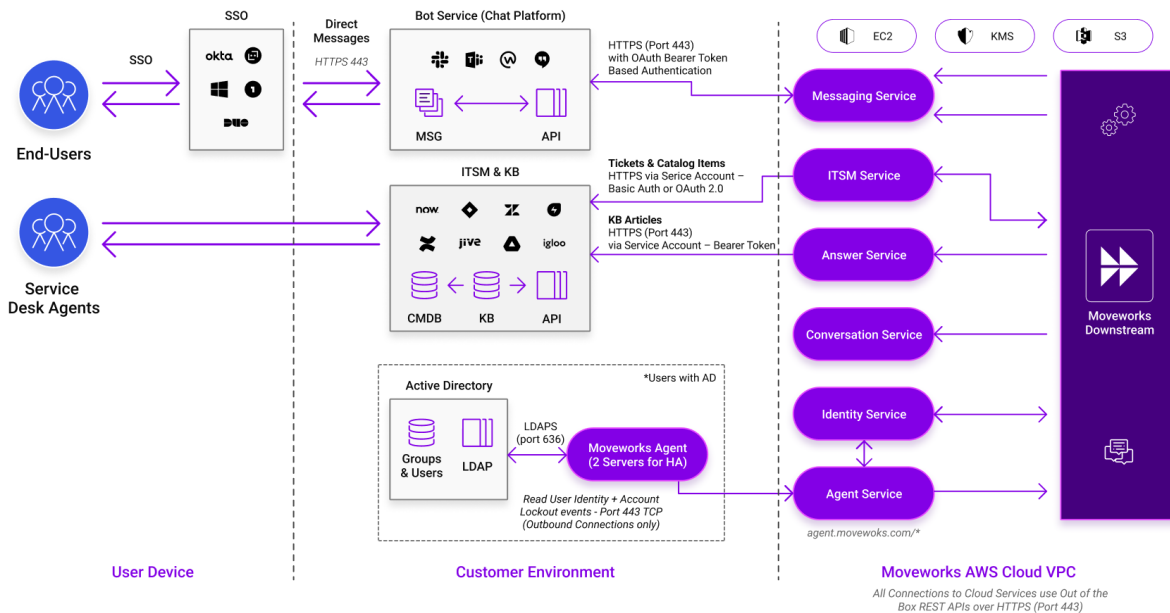 SSO
Direct
Messages
HTTPS 443
Bot Service (Chat Platform)
EC2
KMS
S3
SSO
okta
1
DUO
End-Users
MSG
API
HTTPS (Port 443)
with OAuth Bearer Token
Based Authentication
Messaging Service
ITSM & KB
Tickets & Catalog Items
HTTPS via Serice Account –
Basic Auth or OAuth 2.0
ITSM Service
now
jive
igloo
KB Articles
HTTPS (Port 443)
via Service Account – Bearer Token
Answer Service
Service
Desk Agents
CMDB
KB
API
Moveworks
Downstream
Conversation Service
*Users with AD
Active Directory
Groups
& Users
LDAP
LDAPS
(port 636)
Moveworks Agent
(2 Servers for HA)
Identity Service
Read User Identity + Account
Lockout events - Port 443 TCP
(Outbound Connections only)
Agent Service
agent.movewoks.com/*
User Device
Customer Environment
Moveworks AWS Cloud VPC
All Connections to Cloud Services use Out of the
Box REST APIs over HTTPS (Port 443)